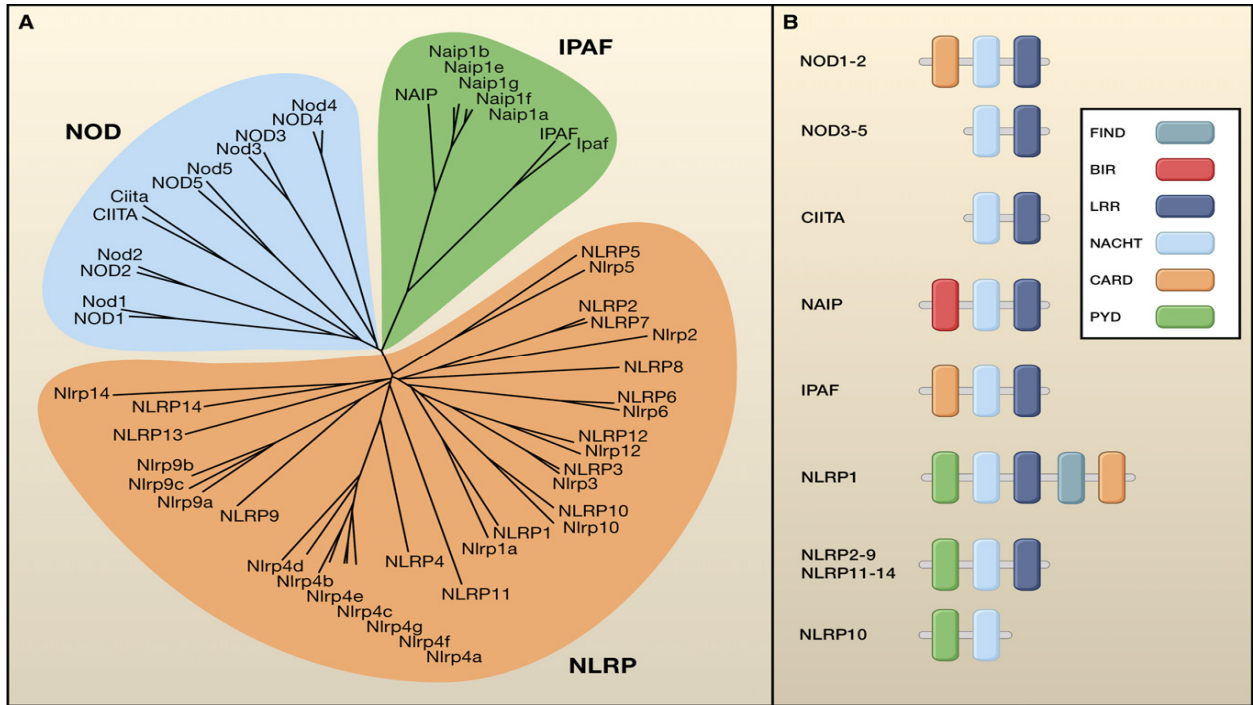 A
IPAF
NOD
NLRP
Naip1b
Naip1e
Naip1g
Naip1f
Naip1a
NAIP
IPAF
Ipaf
Nod4
NOD4
NOD3
Nod3
Nod5
NOD5
Ciita
CIITA
Nod2
NOD2
Nod1
NOD1
NLRP5
Nlrp5
NLRP2
NLRP7
Nlrp2
NLRP8
NLRP6
Nlrp6
NLRP12
Nlrp12
NLRP3
Nlrp3
NLRP10
Nlrp10
NLRP1
Nlrp1a
NLRP11
NLRP4
Nlrp4d
Nlrp4b
Nlrp4e
Nlrp4c
Nlrp4g
Nlrp4f
Nlrp4a
NLRP9
Nlrp9a
Nlrp9c
Nlrp9b
NLRP13
NLRP14
Nlrp14
B
NOD1-2
NOD3-5
CIITA
NAIP
IPAF
NLRP1
NLRP2-9
NLRP11-14
NLRP10
FIND
BIR
LRR
NACHT
CARD
PYD